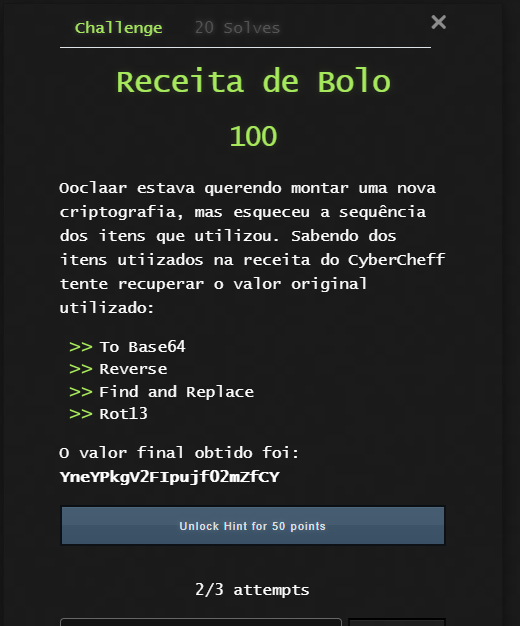 Challenge 20 Solves ×
Receita de Bolo
100
Ooclaar estava querendo montar uma nova
criptografia, mas esqueceu a sequência
dos itens que utilizou. Sabendo dos
itens utiizados na receita do CyberCheff
tente recuperar o valor original
utilizado:
>> To Base64
>> Reverse
>> Find and Replace
>> Rot13
O valor final obtido foi:
YneYPkgV2FIpujfO2mZfCY
Unlock Hint for 50 points
2/3 attempts